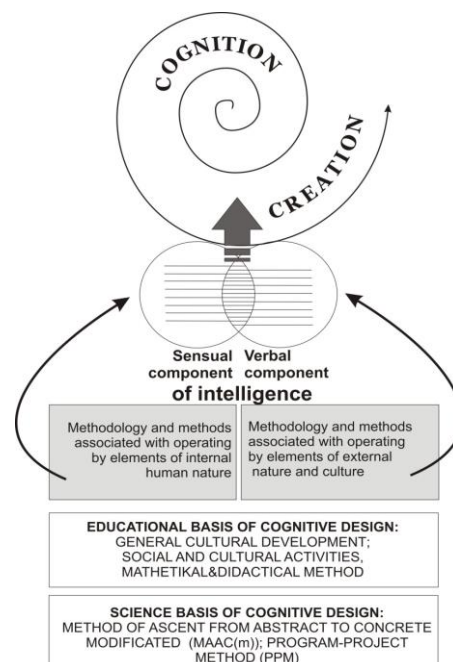 COGNITION
CREATION
Sensual Verbal
component component
of intelligence
Methodology and methods
associated with operating
by elements of internal
human nature
Methodology and methods
associated with operating
by elements of external
nature and culture
EDUCATIONAL BASIS OF COGNITIVE DESIGN:
GENERAL CULTURAL DEVELOPMENT;
SOCIAL AND CULTURAL ACTIVITIES,
MATHETIKAL&DIDACTICAL METHOD
SCIENCE BASIS OF COGNITIVE DESIGN:
METHOD OF ASCENT FROM ABSTRACT TO CONCRETE
MODIFICATED (MAAC(m)); PROGRAM-PROJECT
METHOD (PPM)